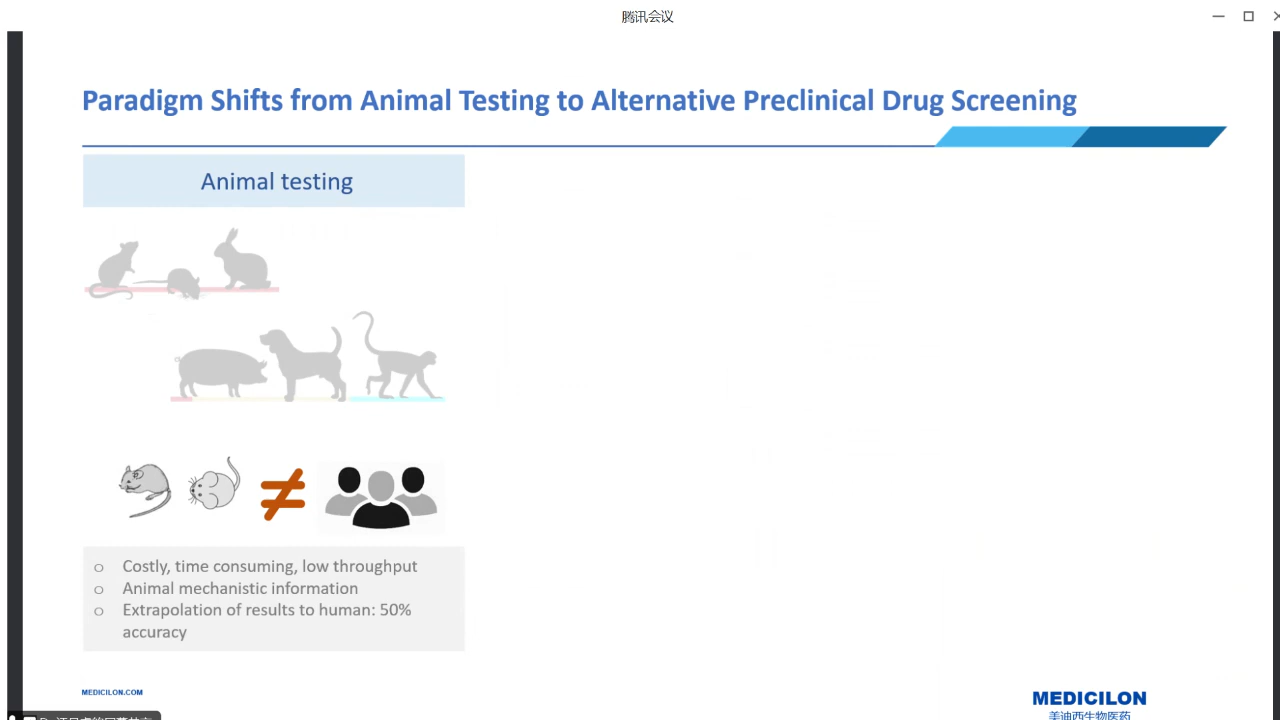 腾讯会议
Paradigm Shifts from Animal Testing to Alternative Preclinical Drug Screening
Animal testing
o Costly, time consuming, low throughput
o Animal mechanistic information
o Extrapolation of results to human: 50%
accuracy
MEDICILON.COM
MEDICILON
美迪西生物医药